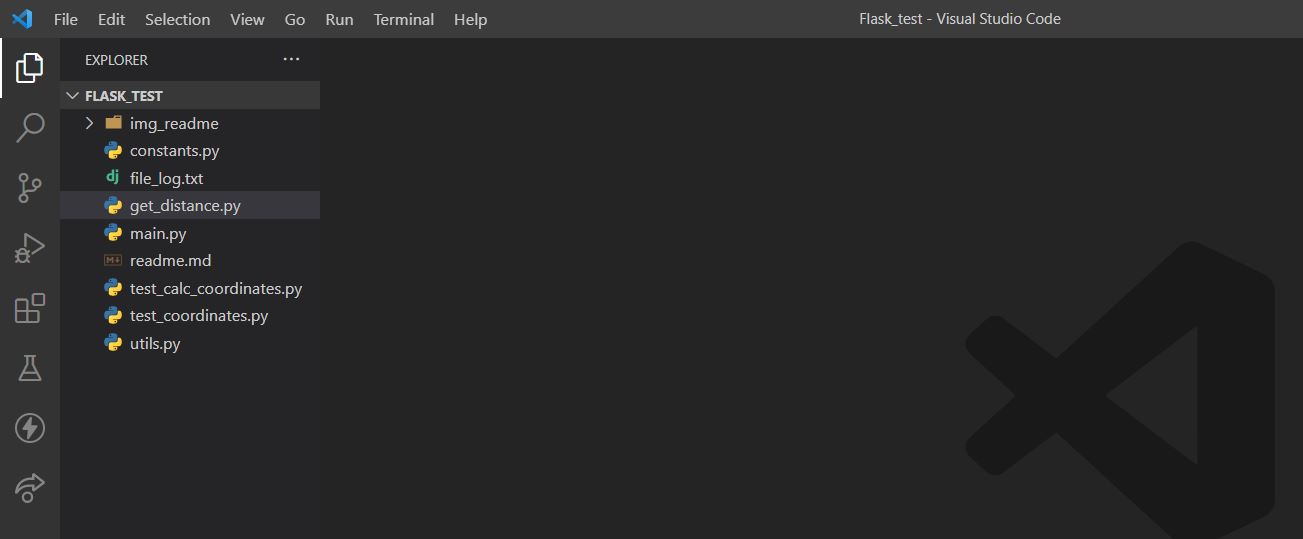 File Edit Selection View Go Run Terminal Help Flask_test - Visual Studio Code
EXPLORER ...
FLASK_TEST
img_readme
constants.py
dj file_log.txt
get_distance.py
main.py
M readme.md
test_calc_coordinates.py
test_coordinates.py
utils.py